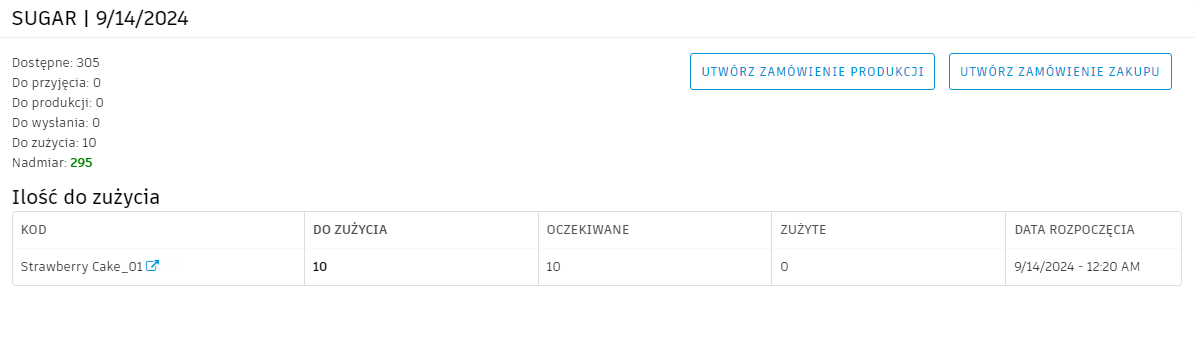 SUGAR | 9/14/2024
Dostępne: 305
UTWÓRZ ZAMÓWIENIE PRODUKCJI
UTWÓRZ ZAMÓWIENIE ZAKUPU
Do przyjęcia: 0
Do produkcji: 0
Do wysłania: 0
Do zużycia: 10
Nadmiar: 295
Ilość do zużycia
KOD DO ZUŻYCIA OCZEKIWANE ZUŻYTE DATA ROZPOCZĘCIA
Strawberry Cake_01 10 10 0 9/14/2024 - 12:20 AM